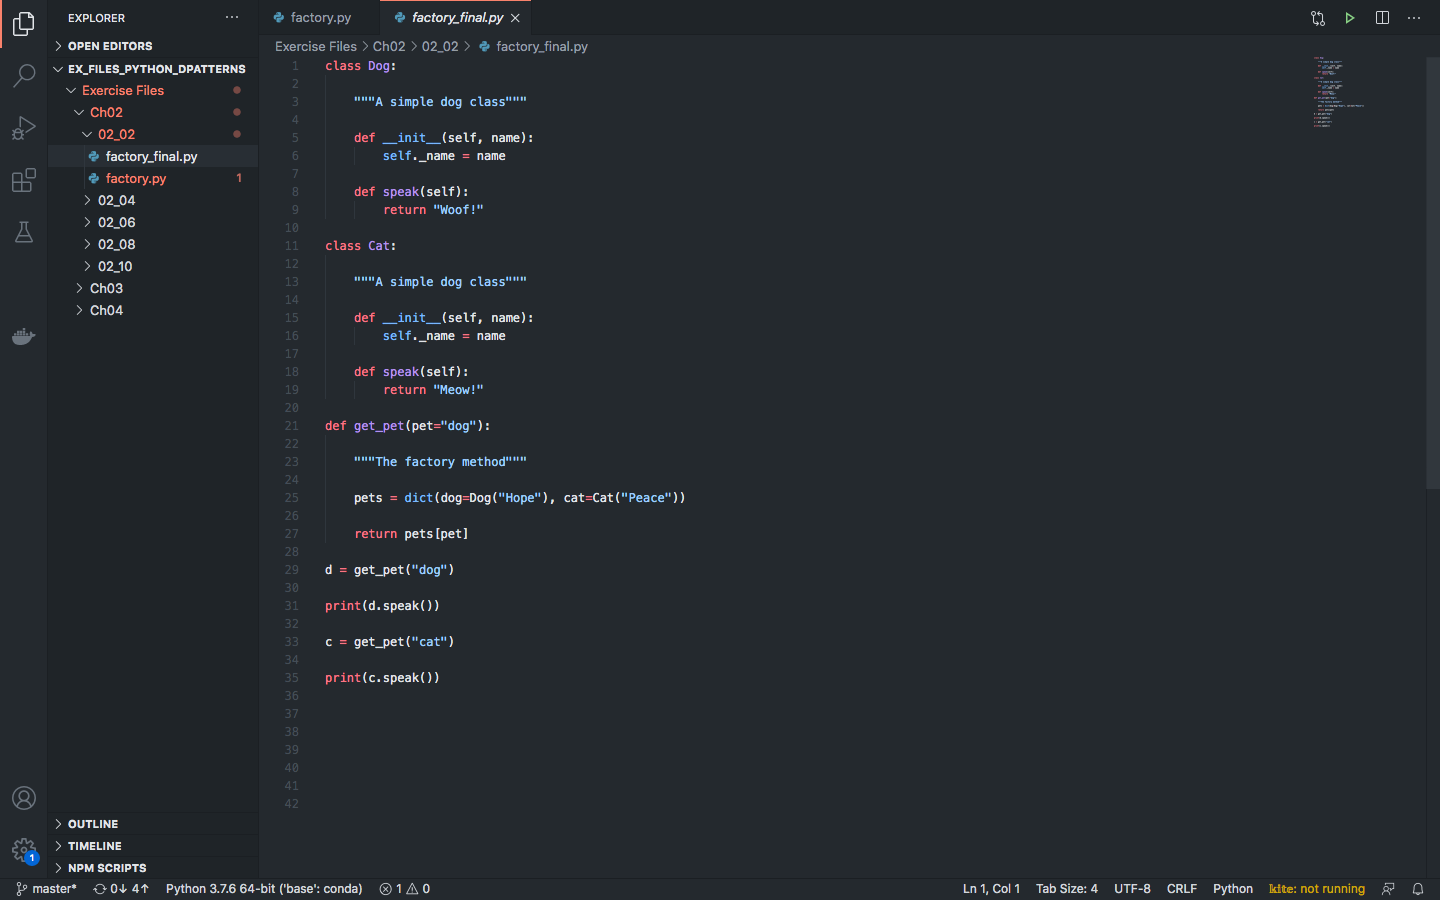 EXPLORER
OPEN EDITORS
EX_FILES_PYTHON_DPATTERNS
Exercise Files
Ch02
02_02
factory_final.py
factory.py 1
02_04
02_06
02_08
02_10
Ch03
Ch04
OUTLINE
TIMELINE
NPM SCRIPTS
1
factory.py factory_final.py
Exercise Files > Ch02 > 02_02 > factory_final.py
1 class Dog:
2
3 """A simple dog class"""
4
5 def __init__(self, name):
6 self._name = name
7
8 def speak(self):
9 return "Woof!"
10
11 class Cat:
12
13 """A simple dog class"""
14
15 def __init__(self, name):
16 self._name = name
17
18 def speak(self):
19 return "Meow!"
20
21 def get_pet(pet="dog"):
22
23 """The factory method"""
24
25 pets = dict(dog=Dog("Hope"), cat=Cat("Peace"))
26
27 return pets[pet]
28
29 d = get_pet("dog")
30
31 print(d.speak())
32
33 c = get_pet("cat")
34
35 print(c.speak())
36
37
38
39
40
41
42
master* 0↓ 4↑ Python 3.7.6 64-bit ('base': conda) 1 0 Ln 1, Col 1 Tab Size: 4 UTF-8 CRLF Python kite: not running